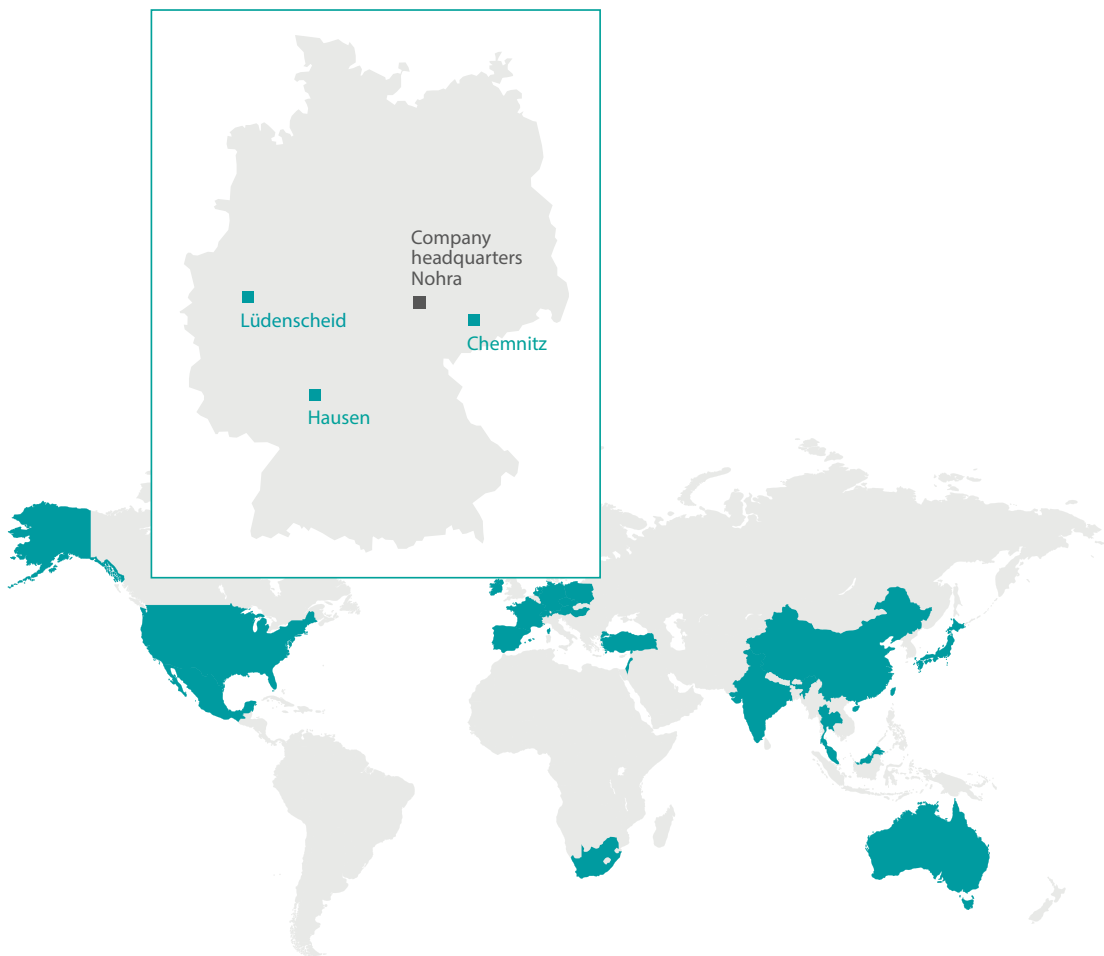 Company
headquarters
Nohra
Lüdenscheid
Chemnitz
Hausen